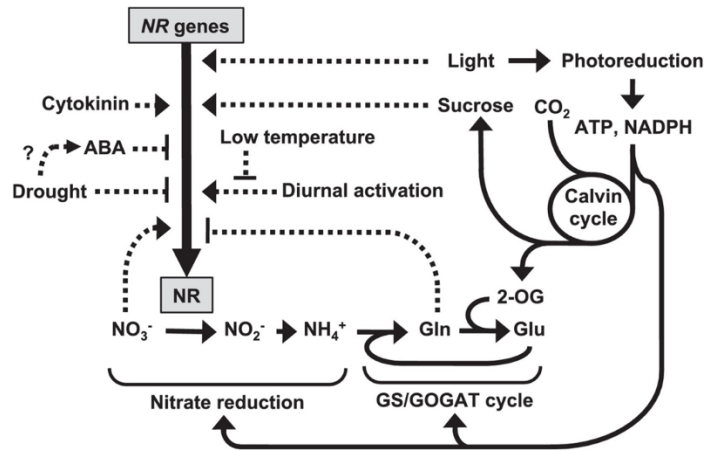 NR genes
Light
Photoreduction
Cytokinin
Sucrose
CO2
ATP, NADPH
Low temperature
?
ABA
Drought
Diurnal activation
Calvin
cycle
NR
2-OG
NO3-
NO2-
NH4+
Gln
Glu
Nitrate reduction
GS/GOGAT cycle